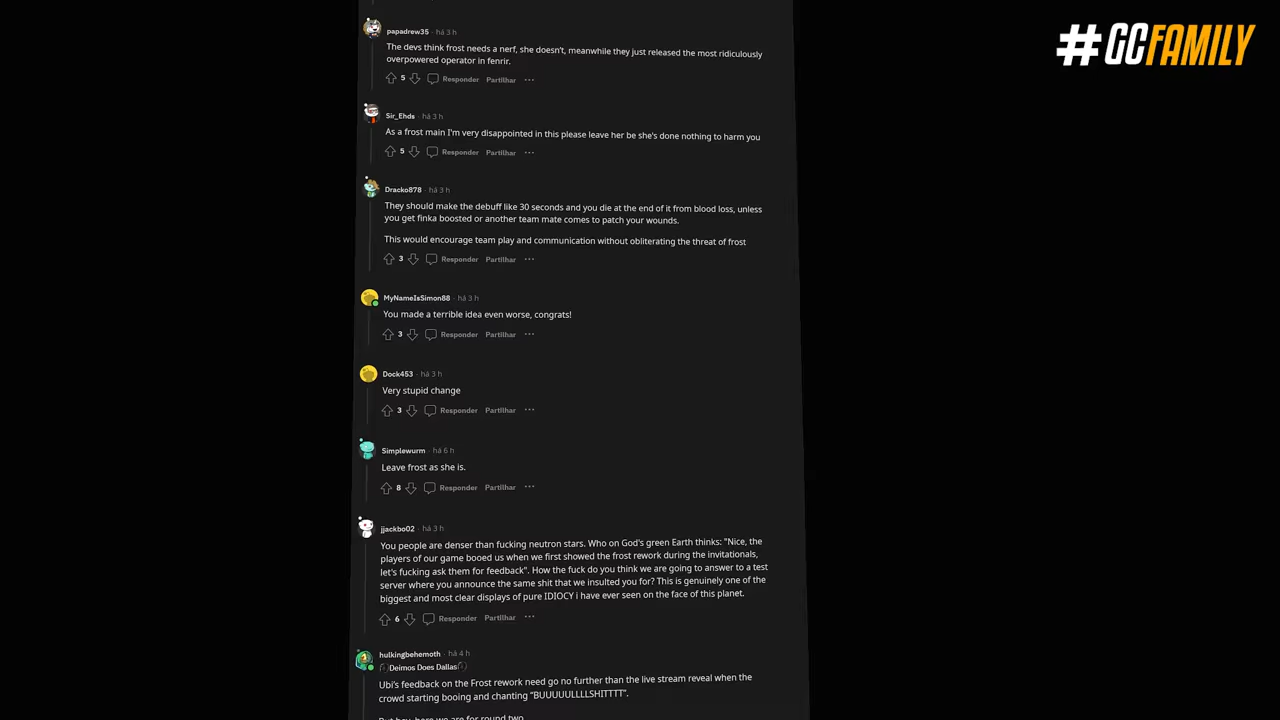 #GCFAMILY
papadrew35 · há 3 h
The devs think frost needs a nerf, she doesn't, meanwhile they just released the most ridiculously
overpowered operator in fenrir.
5 Responder Partilhar ...
Sir_Ehds · há 3 h
As a frost main I'm very disappointed in this please leave her be she's done nothing to harm you
5 Responder Partilhar ...
Dracko878 · há 3 h
They should make the debuff like 30 seconds and you die at the end of it from blood loss, unless
you get finka boosted or another team mate comes to patch your wounds.
This would encourage team play and communication without obliterating the threat of frost
3 Responder Partilhar ...
MyNameIsSimon88 · há 3 h
You made a terrible idea even worse, congrats!
3 Responder Partilhar ...
Dock453 · há 3 h
Very stupid change
3 Responder Partilhar ...
Simplewurm · há 6 h
Leave frost as she is.
8 Responder Partilhar ...
jjackbo02 · há 3 h
You people are denser than fucking neutron stars. Who on God's green Earth thinks: "Nice, the
players of our game booed us when we first showed the frost rework during the invitationals,
let's fucking ask them for feedback". How the fuck do you think we are going to answer to a test
server where you announce the same shit that we insulted you for? This is genuinely one of the
biggest and most clear displays of pure IDIOCY i have ever seen on the face of this planet.
6 Responder Partilhar ...
hulkingbehemoth · há 4 h
Deimos Does Dallas
Ubi's feedback on the Frost rework need go no further than the live stream reveal when the
crowd starting booing and chanting "BUUUUULLLLSHITTTT".
But hey, here we are for round two